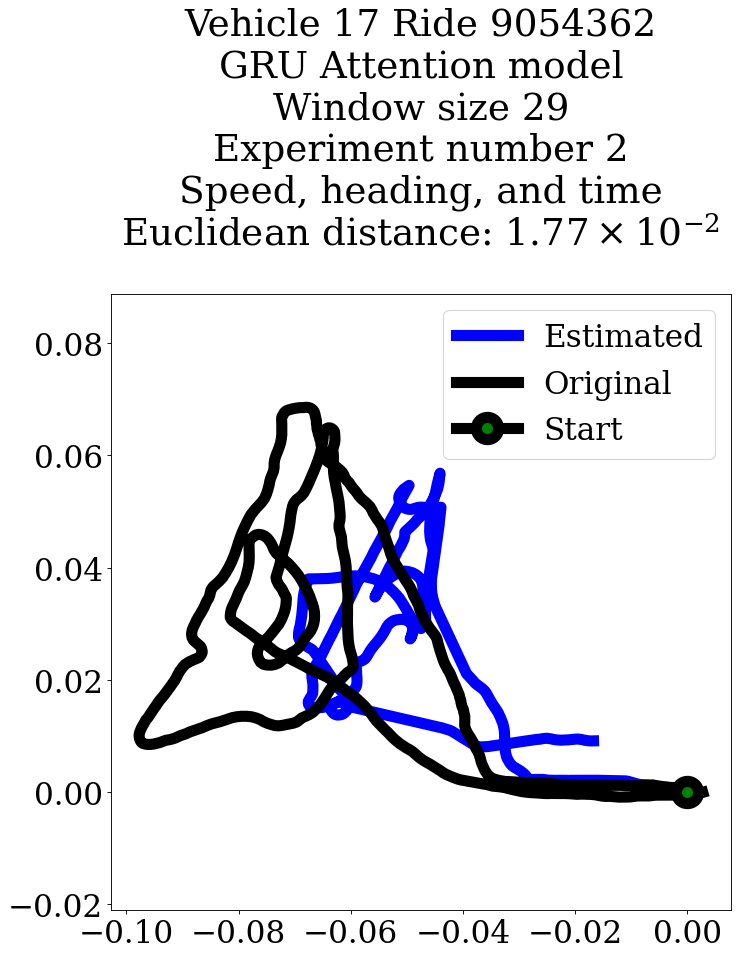 Vehicle 17 Ride 9054362
GRU Attention model
Window size 29
Experiment number 2
Speed, heading, and time
Euclidean distance: 1.77 × 10⁻²
Estimated
Original
Start
0.08
0.06
0.04
0.02
0.00
−0.02
−0.10 −0.08 −0.06 −0.04 −0.02 0.00